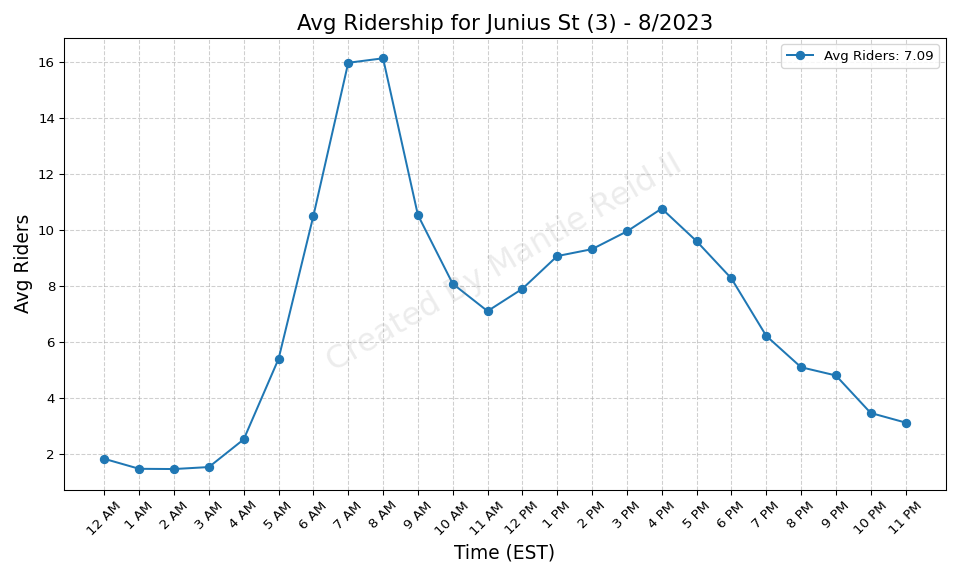 Avg Ridership for Junius St (3) - 8/2023
Avg Riders: 7.09
Avg Riders
16
14
12
10
8
6
4
2
Created By Mantie Reid II
12 AM
1 AM
2 AM
3 AM
4 AM
5 AM
6 AM
7 AM
8 AM
9 AM
10 AM
11 AM
12 PM
1 PM
2 PM
3 PM
4 PM
5 PM
6 PM
7 PM
8 PM
9 PM
10 PM
11 PM
Time (EST)